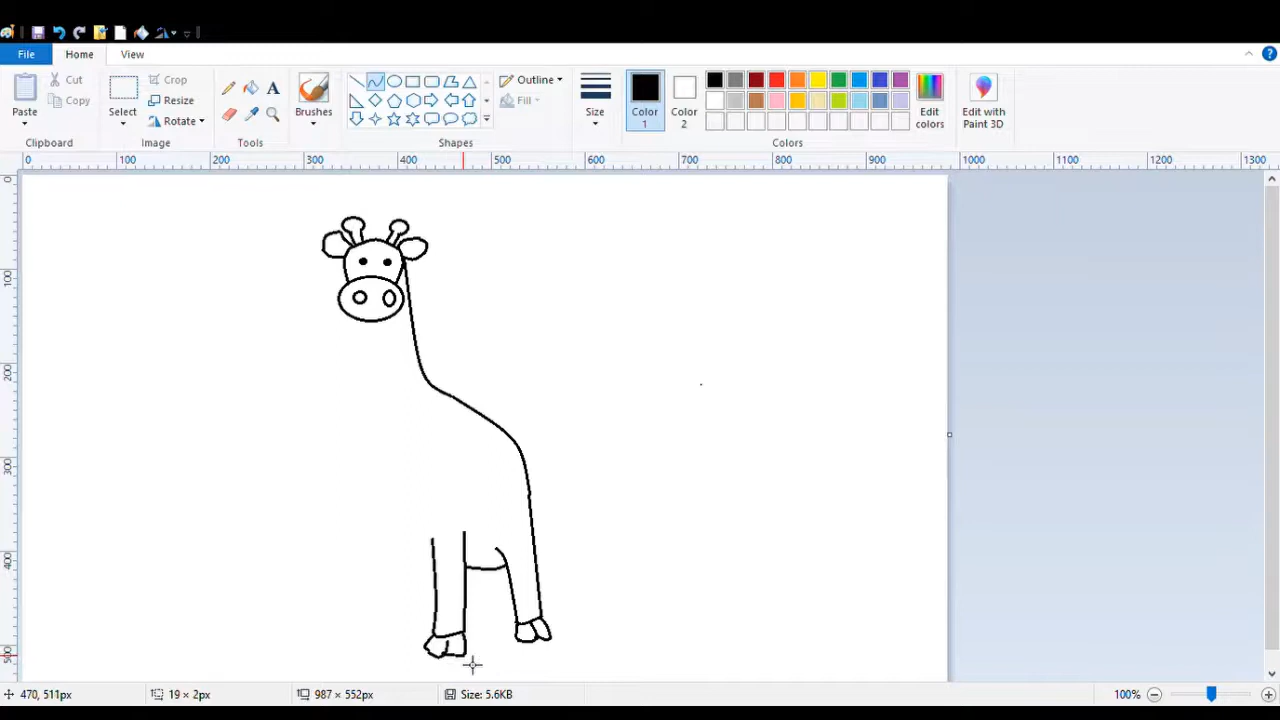 File Home View
Paste Cut Copy Clipboard
Select Crop Resize Rotate Image
Tools
Brushes
Shapes
Outline Fill
Size
Color 1
Color 2
Colors
Edit colors
Edit with Paint 3D
0 100 200 300 400 500 600 700 800 900 1000 1100 1200 1300
0
100
200
300
400
500
470, 511px 19 × 2px 987 × 552px Size: 5.6KB 100%